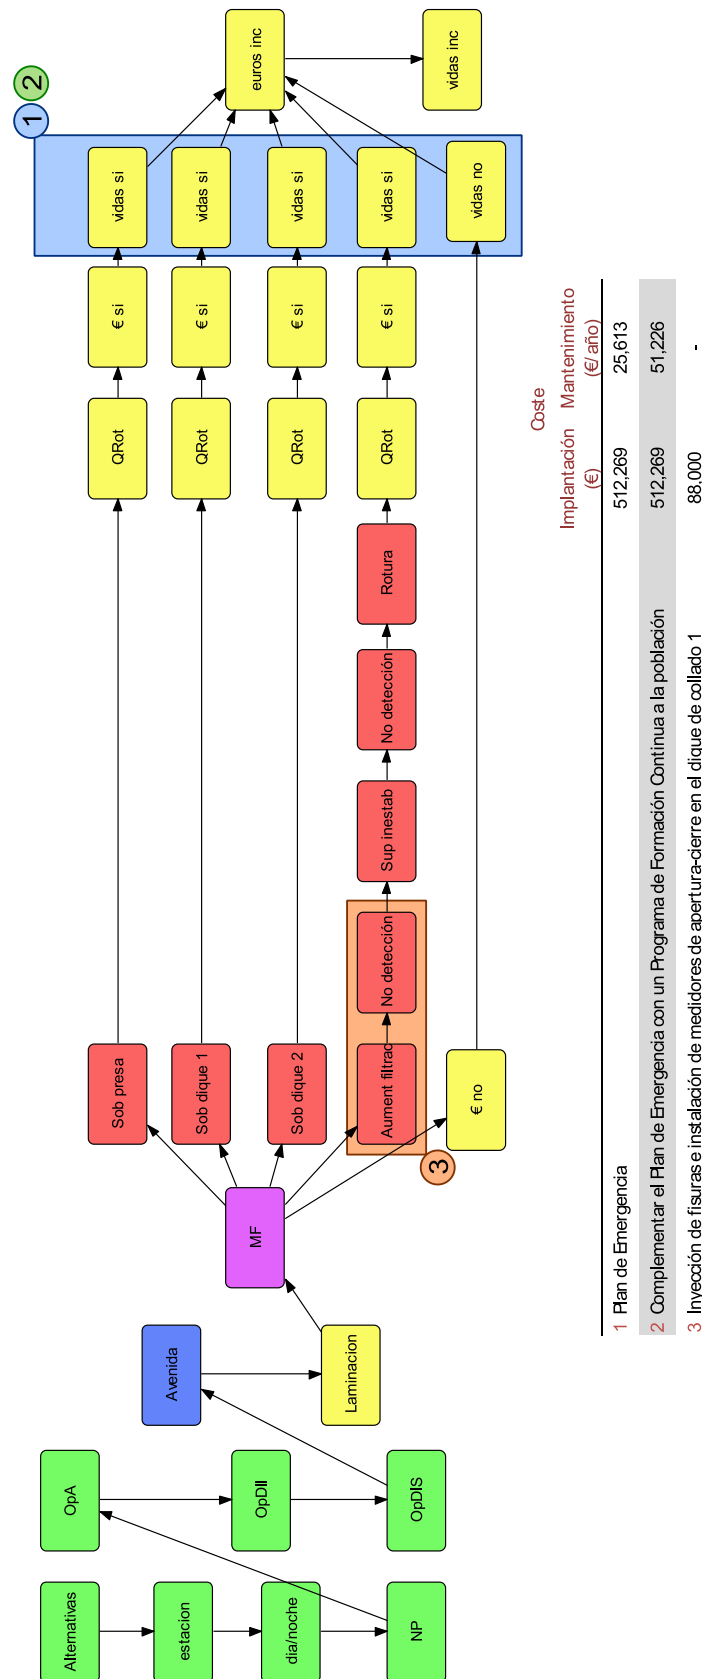 Alternativas
estacion
dia/noche
NP
OpA
OpDII
OpDIS
Avenida
Laminacion
MF
Sob presa
Sob dique 1
Sob dique 2
Aument filtrac
No detección
Sup inestab
No detección
Rotura
€ no
QRot
QRot
QRot
QRot
€ si
€ si
€ si
€ si
vidas si
vidas si
vidas si
vidas si
vidas no
euros inc
vidas inc
1
2
3
Coste
Implantación Mantenimiento
(€) (€/año)
1 Plan de Emergencia 512,269 25,613
2 Complementar el Plan de Emergencia con un Programa de Formación Continua a la población 512,269 51,226
3 Inyección de fisuras e instalación de medidores de apertura-cierre en el dique de collado 1 88,000 -